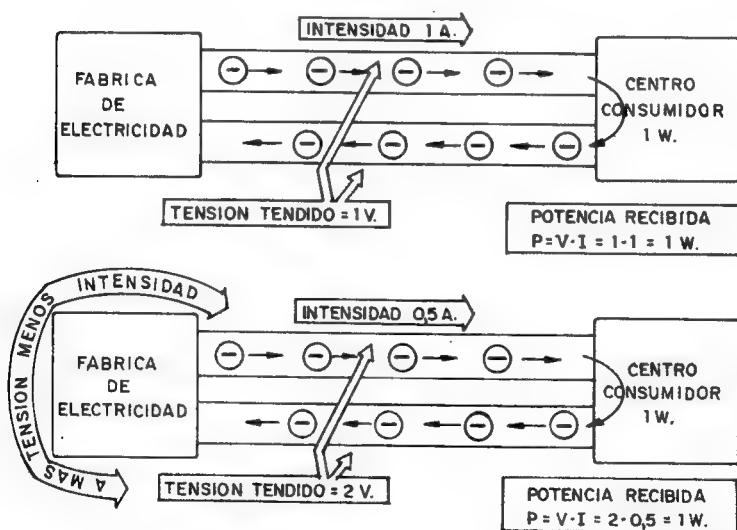 INTENSIDAD 1 A.
FABRICA
DE
ELECTRICIDAD
CENTRO
CONSUMIDOR
1 W.
TENSION TENDIDO = 1 V.
POTENCIA RECIBIDA
P = V · I = 1 · 1 = 1 W.
A MAS TENSION MENOS INTENSIDAD
INTENSIDAD 0,5 A.
FABRICA
DE
ELECTRICIDAD
CENTRO
CONSUMIDOR
1 W.
TENSION TENDIDO = 2 V.
POTENCIA RECIBIDA
P = V · I = 2 · 0,5 = 1 W.